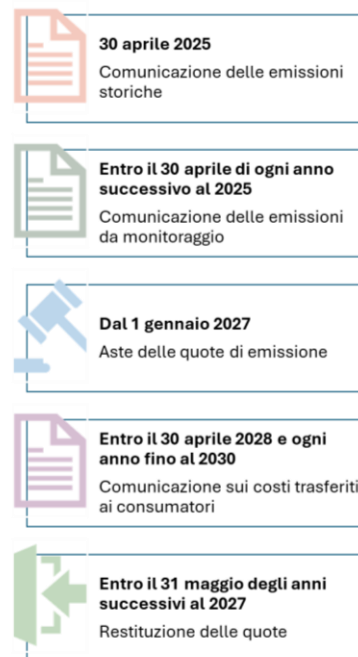 30 aprile 2025
Comunicazione delle emissioni
storiche
Entro il 30 aprile di ogni anno
successivo al 2025
Comunicazione delle emissioni
da monitoraggio
Dal 1 gennaio 2027
Aste delle quote di emissione
Entro il 30 aprile 2028 e ogni
anno fino al 2030
Comunicazione sui costi trasferiti
ai consumatori
Entro il 31 maggio degli anni
successivi al 2027
Restituzione delle quote